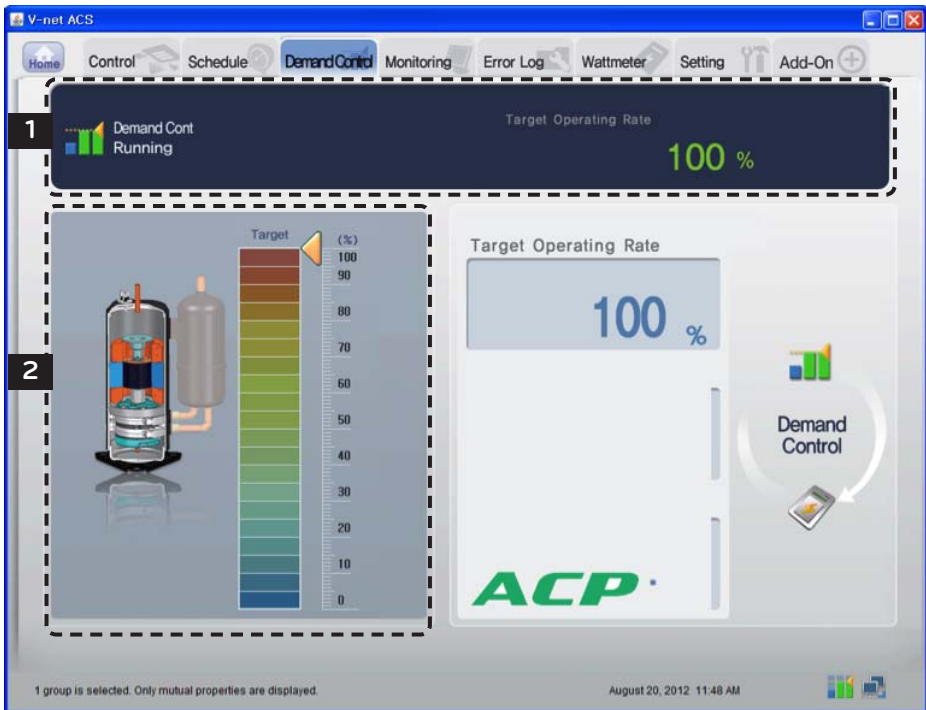 V-net ACS
Home Control Schedule Demand Control Monitoring Error Log Wattmeter Setting Add-On
1
Demand Cont
Running
Target Operating Rate
100 %
2
Target (%)
100
90
80
70
60
50
40
30
20
10
0
Target Operating Rate
100 %
ACP
Demand
Control
1 group is selected. Only mutual properties are displayed.
August 20, 2012 11:48 AM